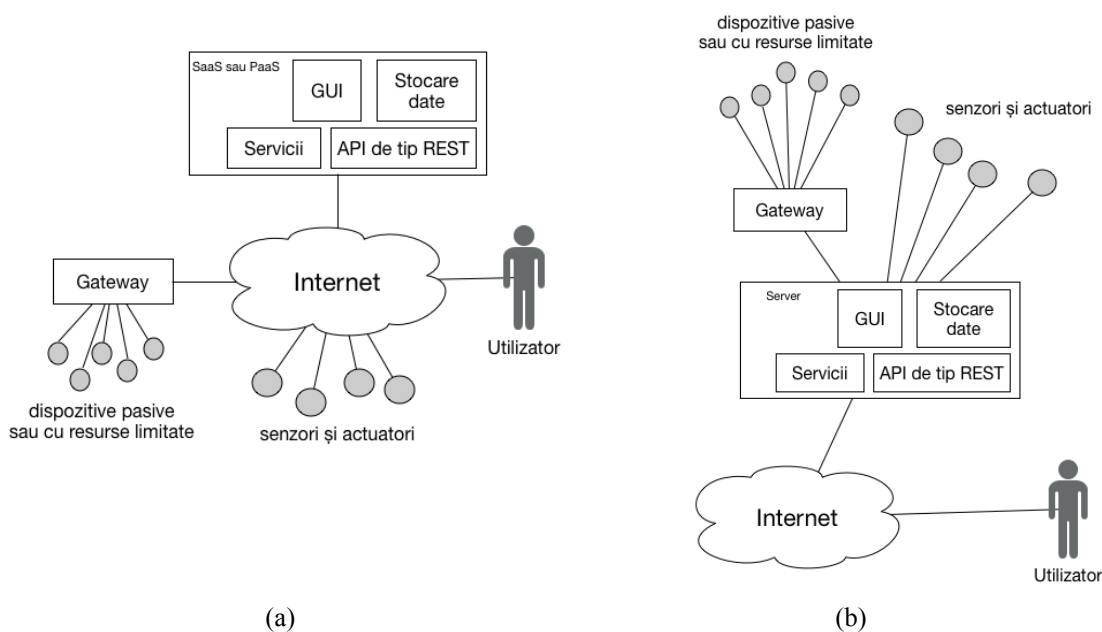 SaaS sau PaaS
GUI
Stocare
date
Servicii
API de tip REST
Internet
Gateway
Utilizator
dispozitive pasive
sau cu resurse limitate
senzori și actuatori
(a)
dispozitive pasive
sau cu resurse limitate
senzori și actuatori
Gateway
Server
GUI
Stocare
date
Servicii
API de tip REST
Internet
Utilizator
(b)